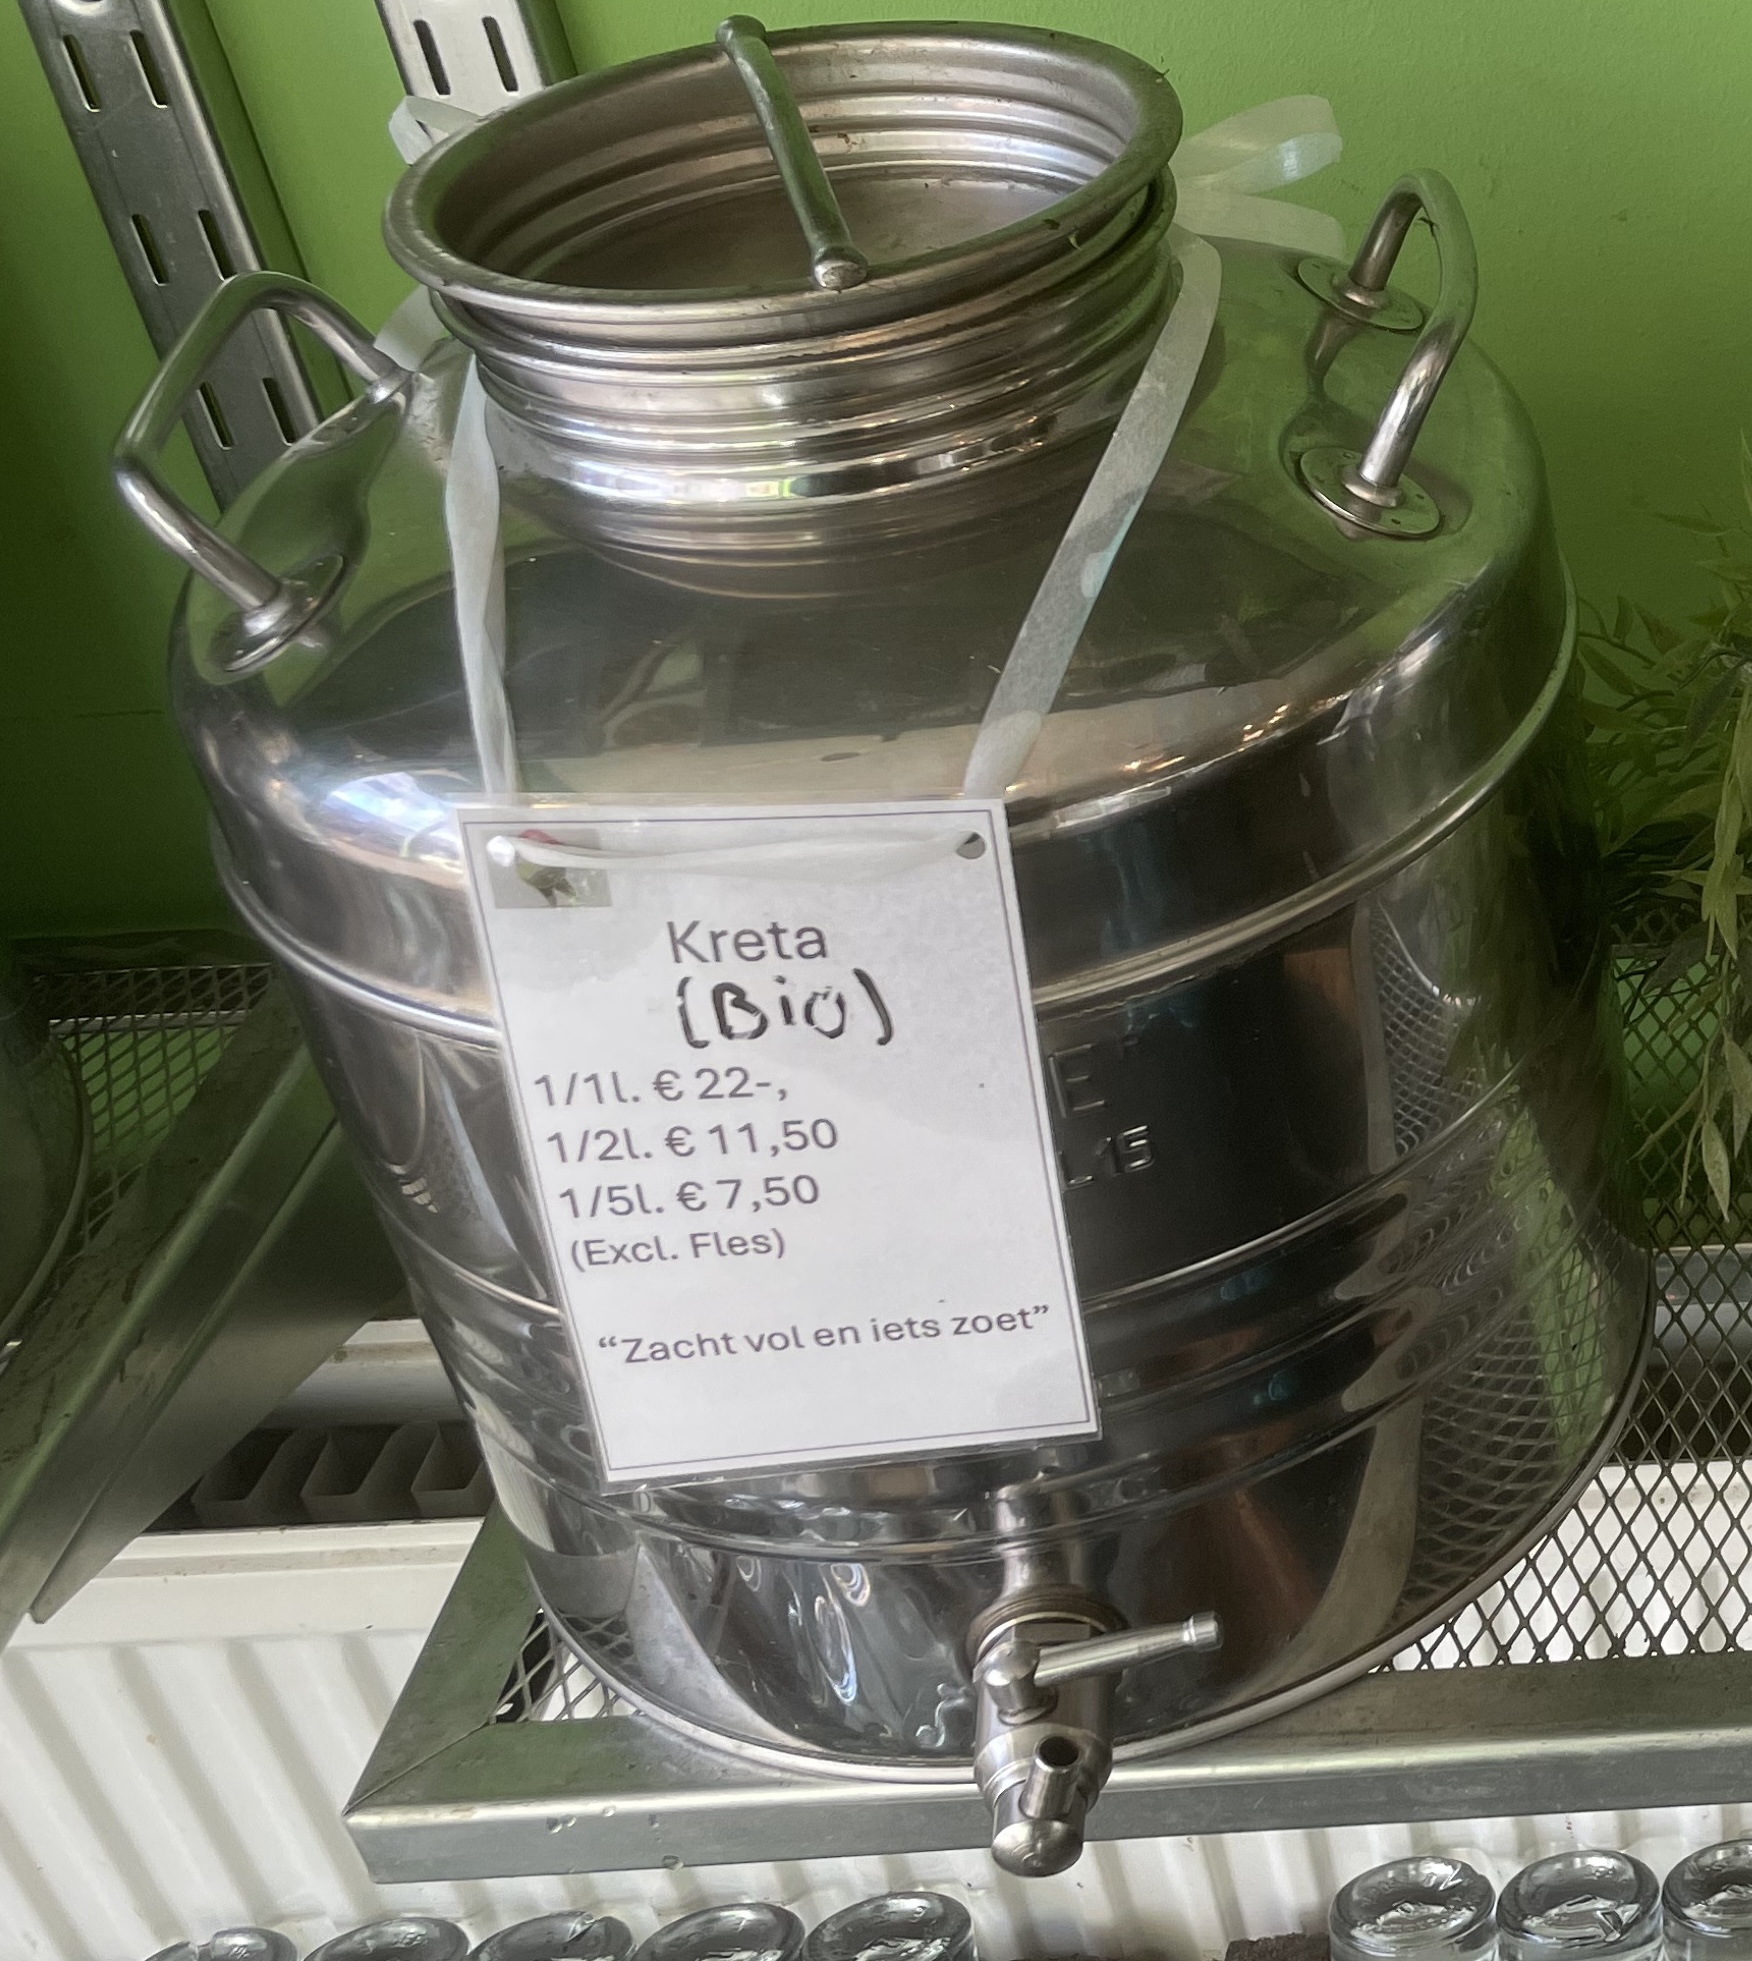 Kreta
(Bio)
1/1l. € 22-,
1/2l. € 11,50
1/5l. € 7,50
(Excl. Fles)
“Zacht vol en iets zoet”
E
L 15